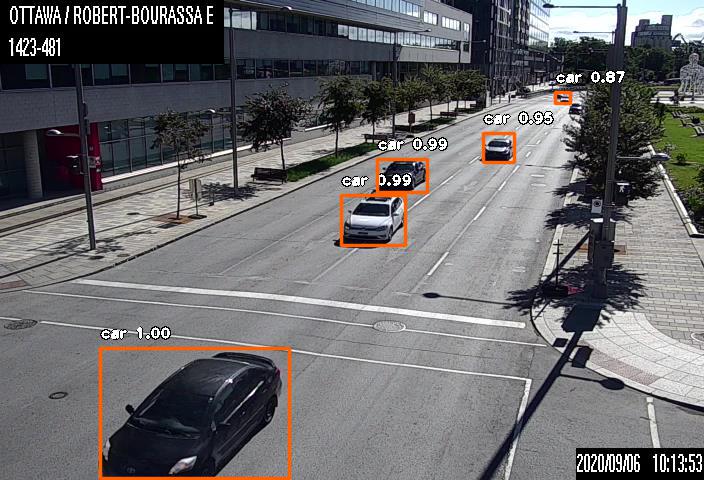 OTTAWA / ROBERT-BOURASSA E
1423-481
car 0.87
car 0.95
car 0.99
car 0.99
car 1.00
2020/09/06 10:13:53